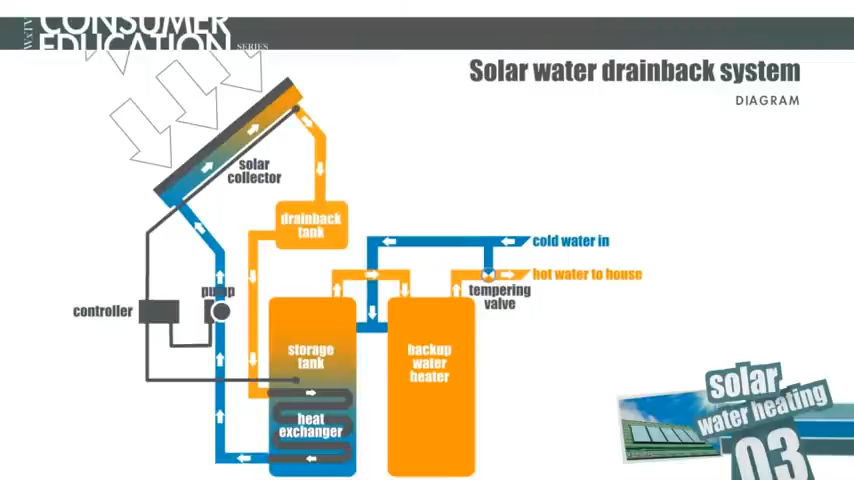 WxTV
CONSUMER
EDUCATION SERIES
Solar water drainback system
DIAGRAM
solar
collector
drainback
tank
cold water in
hot water to house
tempering
valve
pump
controller
storage
tank
backup
water
heater
heat
exchanger
solar
water heating
03